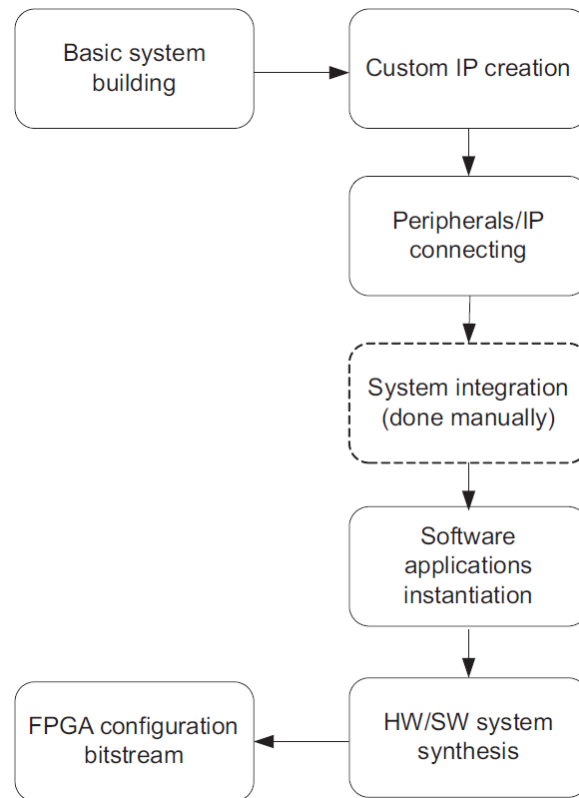 Basic system
building
Custom IP creation
Peripherals/IP
connecting
System integration
(done manually)
Software
applications
instantiation
HW/SW system
synthesis
FPGA configuration
bitstream